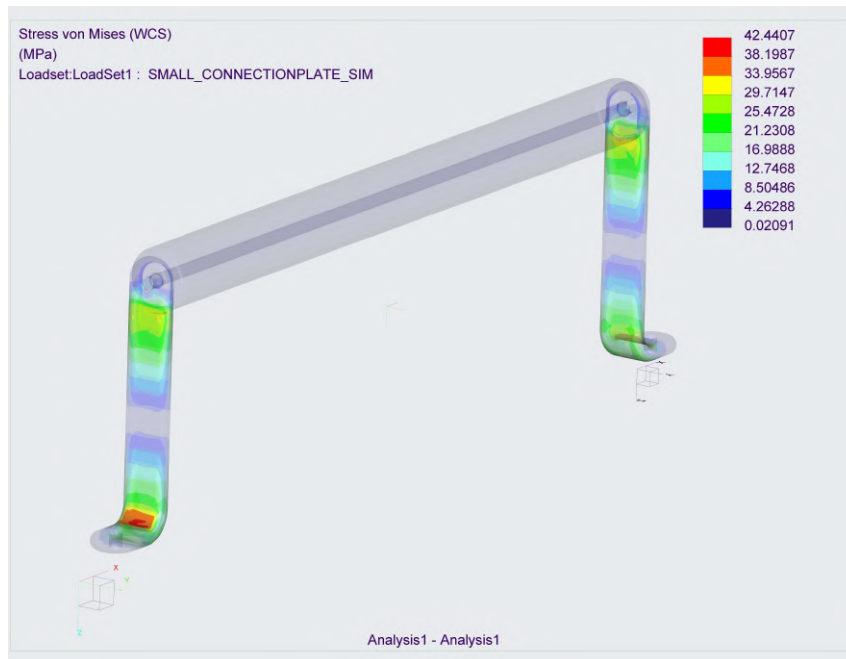 Stress von Mises (WCS)
(MPa)
Loadset:LoadSet1 : SMALL_CONNECTIONPLATE_SIM
42.4407
38.1987
33.9567
29.7147
25.4728
21.2308
16.9888
12.7468
8.50486
4.26288
0.02091
X
Y
Z
Analysis1 - Analysis1